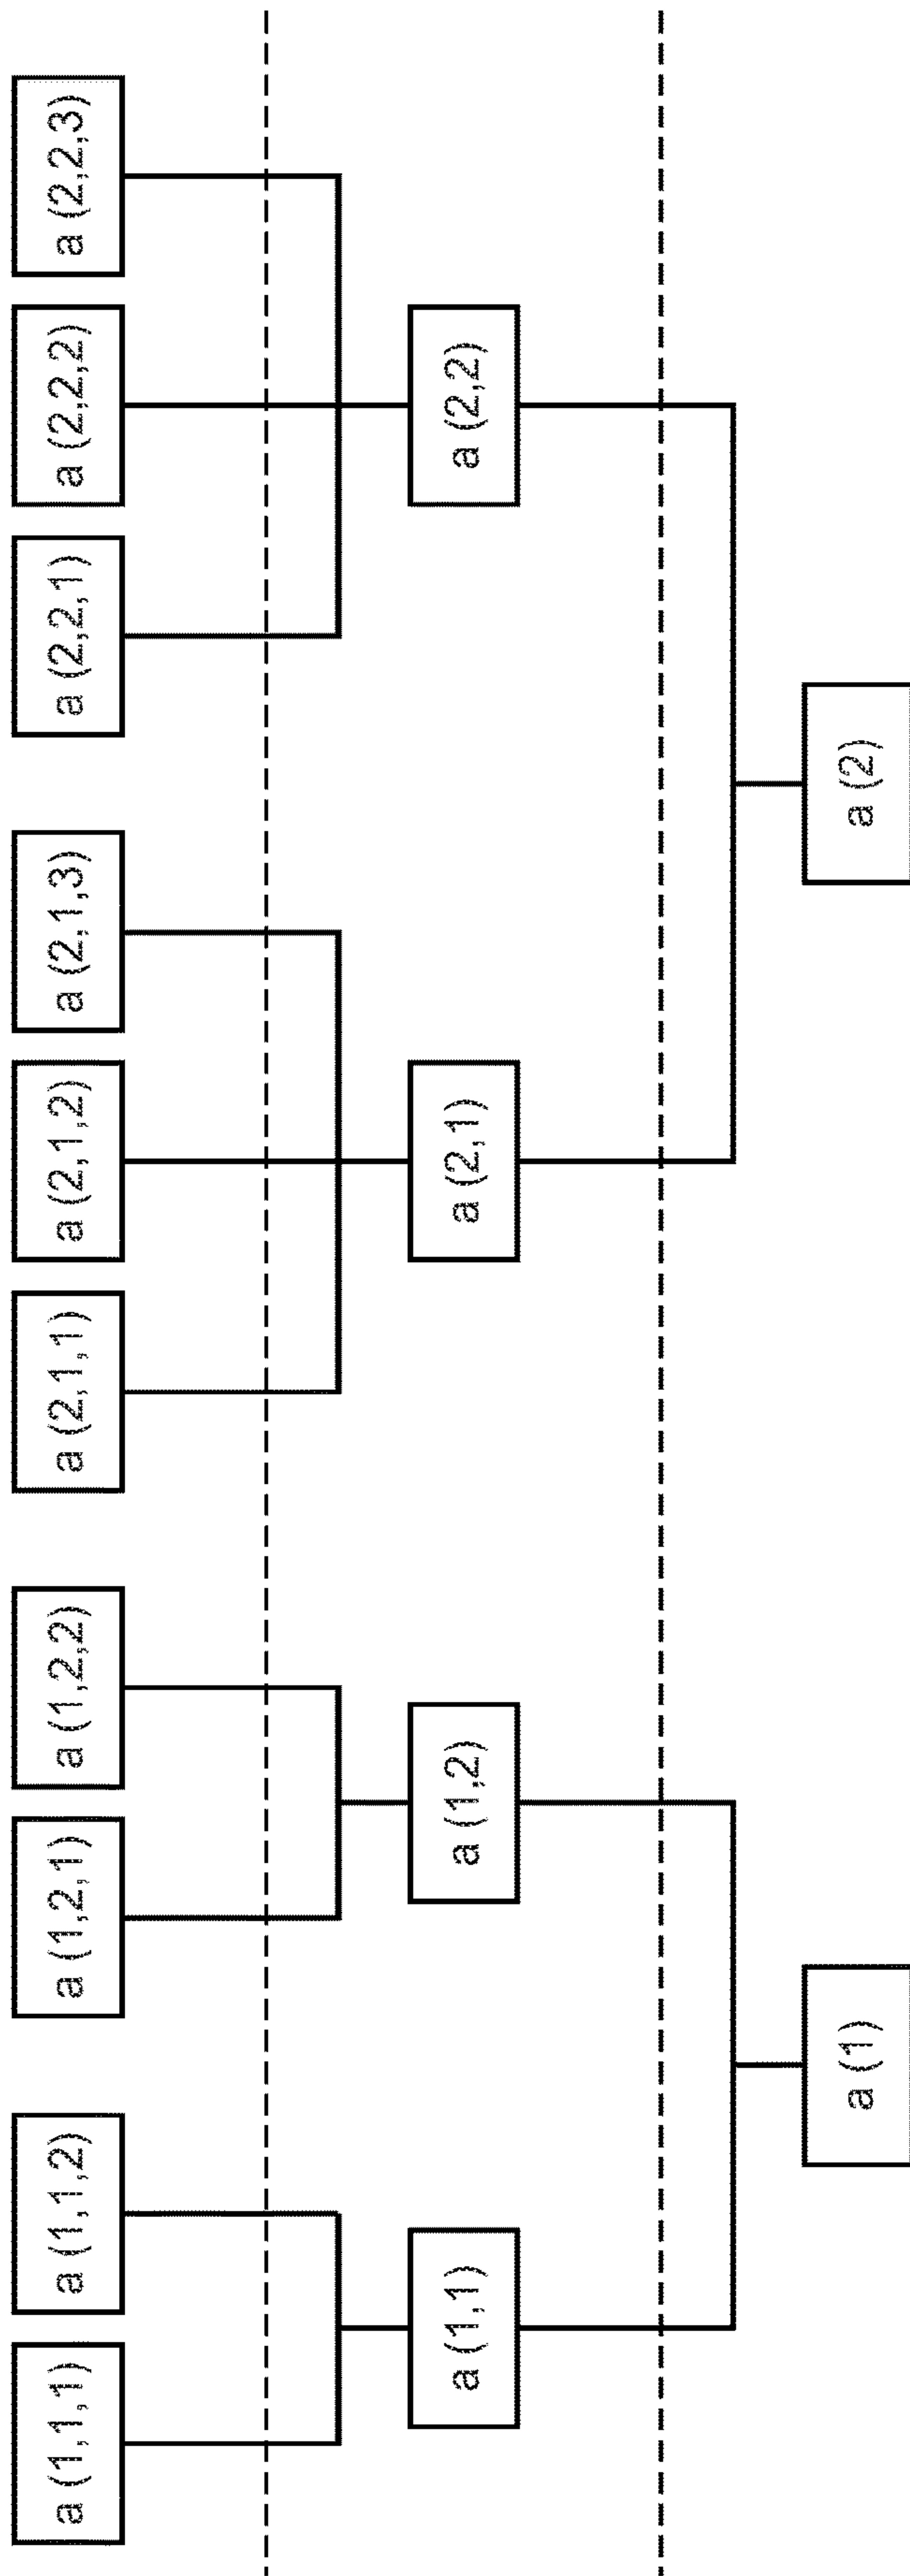 a (1,1,1)
a (1,1,2)
a (1,2,1)
a (1,2,2)
a (2,1,1)
a (2,1,2)
a (2,1,3)
a (2,2,1)
a (2,2,2)
a (2,2,3)
a (1,1)
a (1,2)
a (2,1)
a (2,2)
a (1)
a (2)